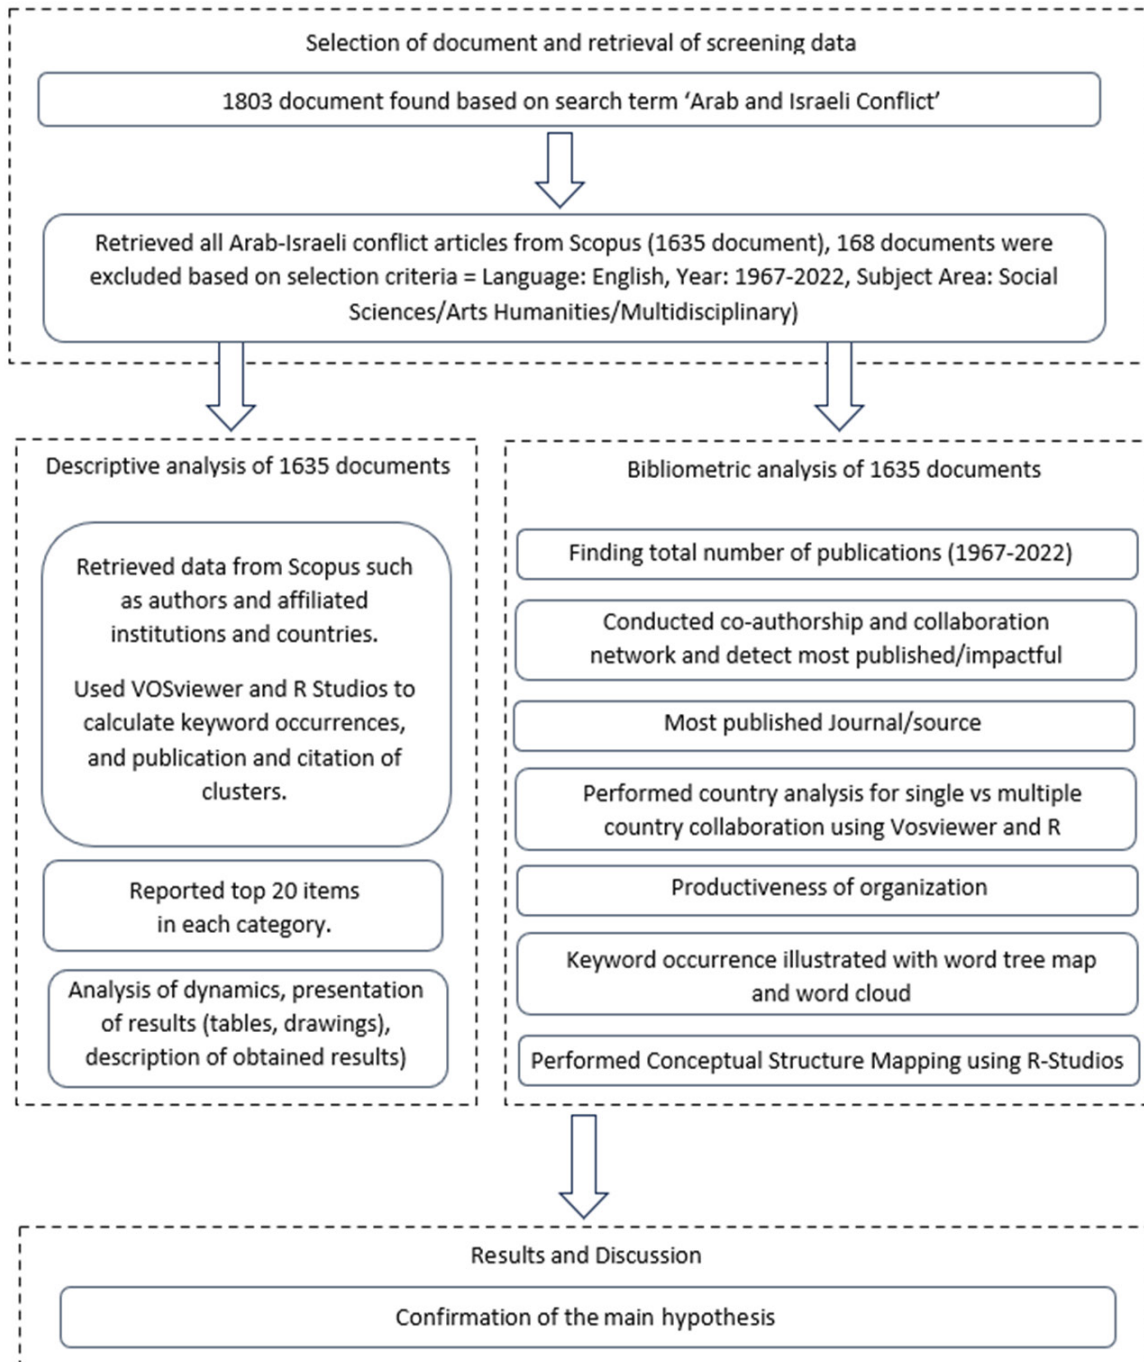 Selection of document and retrieval of screening data
1803 document found based on search term ‘Arab and Israeli Conflict’
Retrieved all Arab-Israeli conflict articles from Scopus (1635 document), 168 documents were
excluded based on selection criteria = Language: English, Year: 1967-2022, Subject Area: Social
Sciences/Arts Humanities/Multidisciplinary)
Descriptive analysis of 1635 documents
Retrieved data from Scopus such
as authors and affiliated
institutions and countries.
Used VOSviewer and R Studios to
calculate keyword occurrences,
and publication and citation of
clusters.
Reported top 20 items
in each category.
Analysis of dynamics, presentation
of results (tables, drawings),
description of obtained results)
Bibliometric analysis of 1635 documents
Finding total number of publications (1967-2022)
Conducted co-authorship and collaboration
network and detect most published/impactful
Most published Journal/source
Performed country analysis for single vs multiple
country collaboration using Vosviewer and R
Productiveness of organization
Keyword occurrence illustrated with word tree map
and word cloud
Performed Conceptual Structure Mapping using R-Studios
Results and Discussion
Confirmation of the main hypothesis